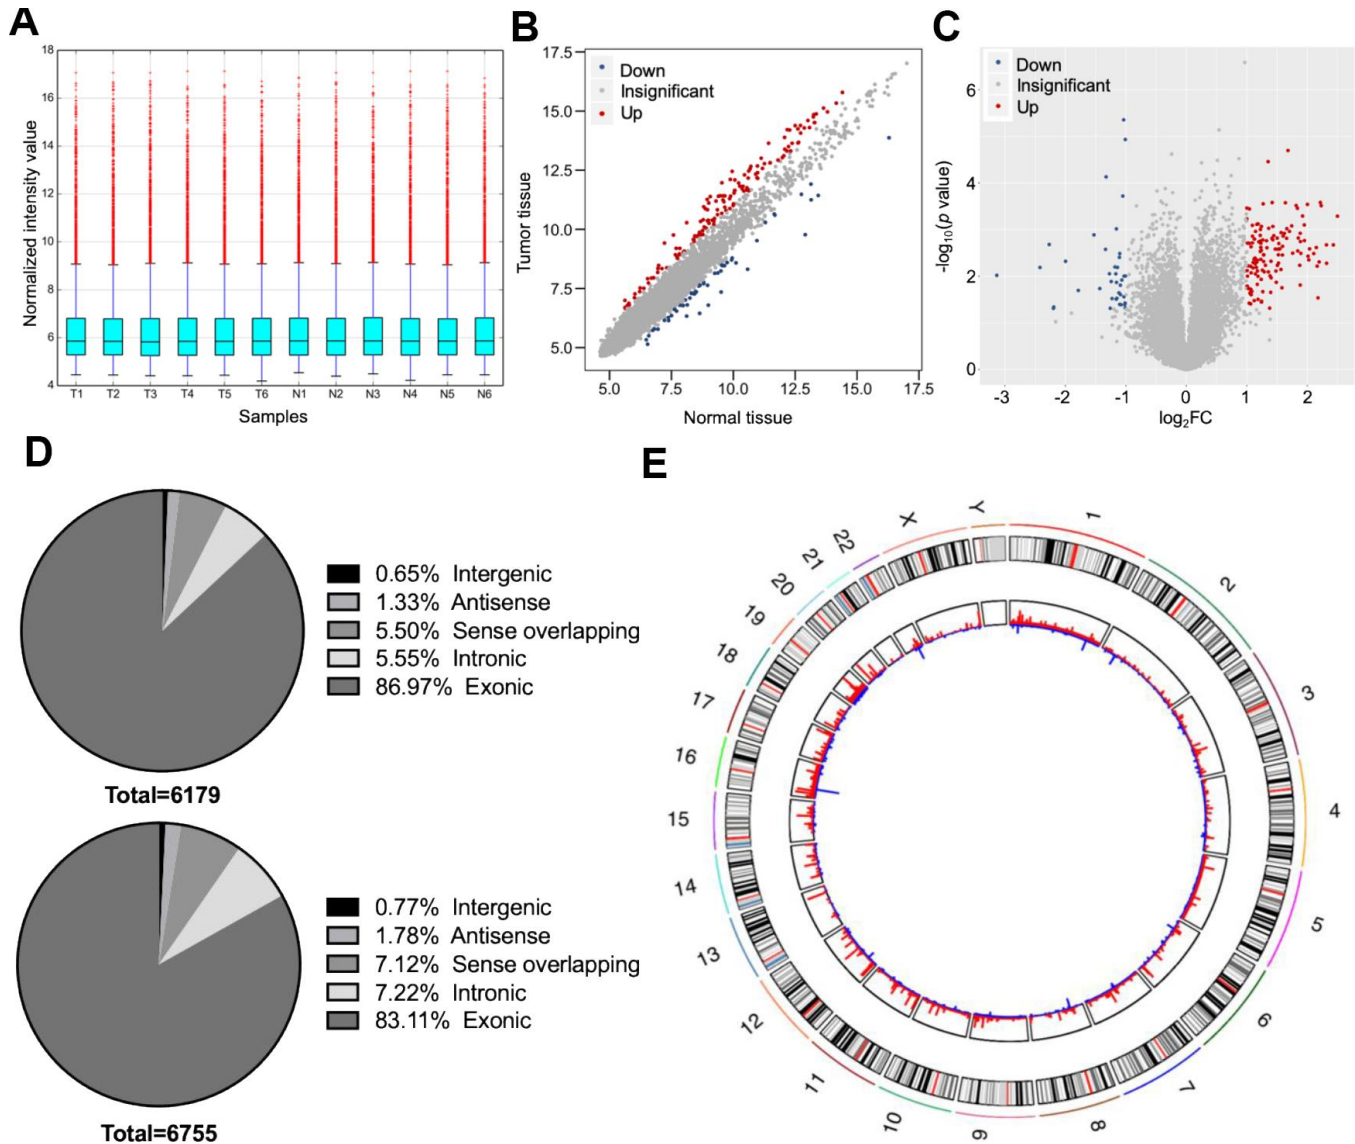 A
Normalized intensity value
18
16
14
12
10
8
6
4
T1 T2 T3 T4 T5 T6 N1 N2 N3 N4 N5 N6
Samples
B
Tumor tissue
17.5
15.0
12.5
10.0
7.5
5.0
Down
Insignificant
Up
5.0 7.5 10.0 12.5 15.0 17.5
Normal tissue
C
-log10(p value)
6
4
2
0
Down
Insignificant
Up
-3 -2 -1 0 1 2
log2FC
D
0.65% Intergenic
1.33% Antisense
5.50% Sense overlapping
5.55% Intronic
86.97% Exonic
Total=6179
0.77% Intergenic
1.78% Antisense
7.12% Sense overlapping
7.22% Intronic
83.11% Exonic
Total=6755
E
1
2
3
4
5
6
7
8
9
10
11
12
13
14
15
16
17
18
19
20
21
22
X
Y